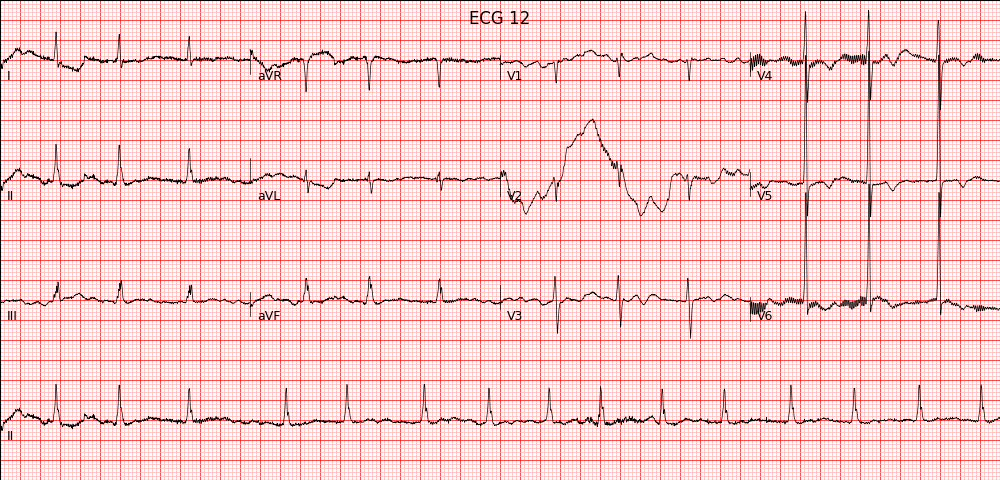 ECG 12
I aVR V1 V4
II aVL V2 V5
III aVF V3 V6
II